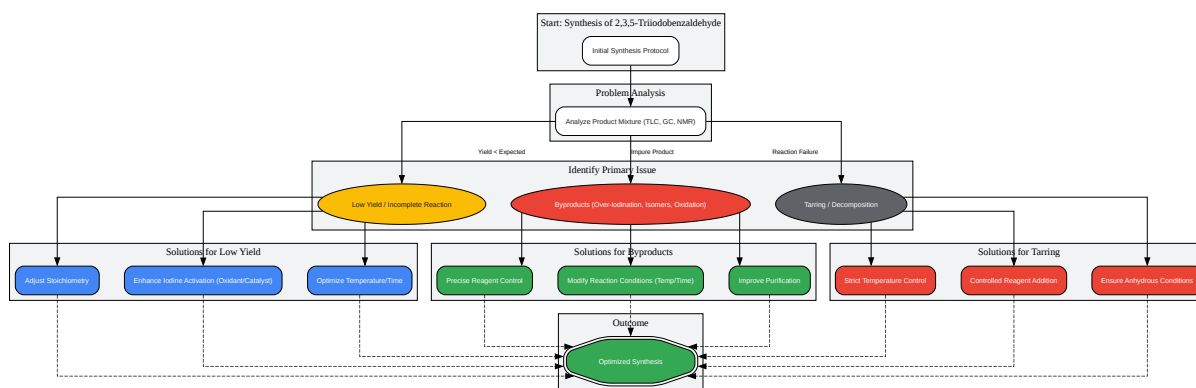 Start: Synthesis of 2,3,5-Triiodobenzaldehyde
Initial Synthesis Protocol
Problem Analysis
Analyze Product Mixture (TLC, GC, NMR)
Yield < Expected
Impure Product
Reaction Failure
Identify Primary Issue
Low Yield / Incomplete Reaction
Byproducts (Over-iodination, Isomers, Oxidation)
Tarring / Decomposition
Solutions for Low Yield
Solutions for Byproducts
Solutions for Tarring
Adjust Stoichiometry
Enhance Iodine Activation (Oxidant/Catalyst)
Optimize Temperature/Time
Precise Reagent Control
Modify Reaction Conditions (Temp/Time)
Improve Purification
Strict Temperature Control
Controlled Reagent Addition
Ensure Anhydrous Conditions
Outcome
Optimized Synthesis